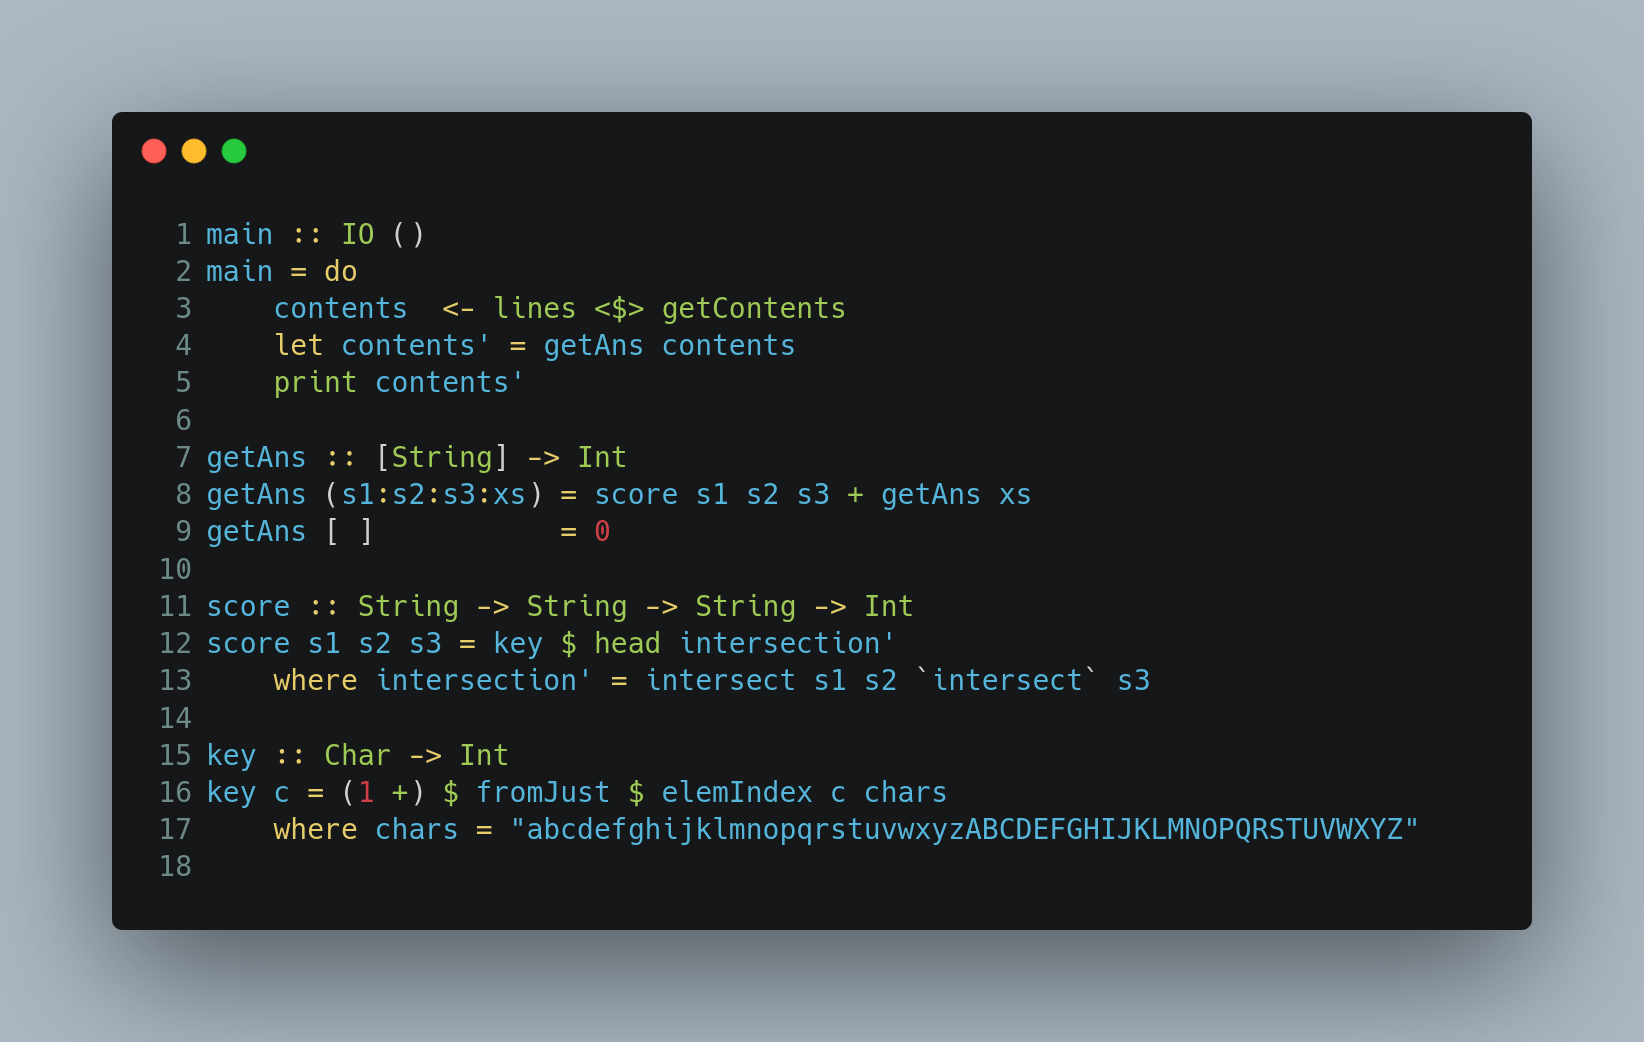 1 main :: IO ()
2 main = do
3     contents  <- lines <$> getContents
4     let contents' = getAns contents
5     print contents'
6
7 getAns :: [String] -> Int
8 getAns (s1:s2:s3:xs) = score s1 s2 s3 + getAns xs
9 getAns [ ]           = 0
10
11 score :: String -> String -> String -> Int
12 score s1 s2 s3 = key $ head intersection'
13     where intersection' = intersect s1 s2 `intersect` s3
14
15 key :: Char -> Int
16 key c = (1 +) $ fromJust $ elemIndex c chars
17     where chars = "abcdefghijklmnopqrstuvwxyzABCDEFGHIJKLMNOPQRSTUVWXYZ"
18